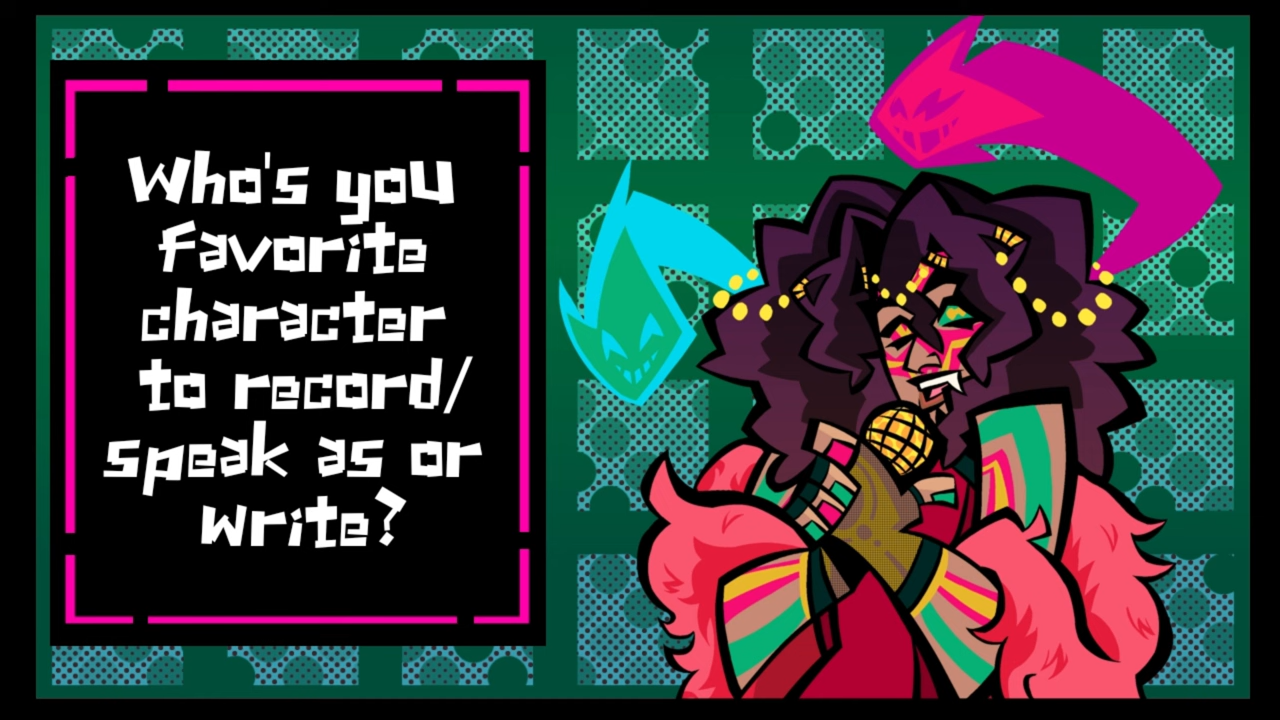 Who's you
favorite
character
to record/
speak as or
write?